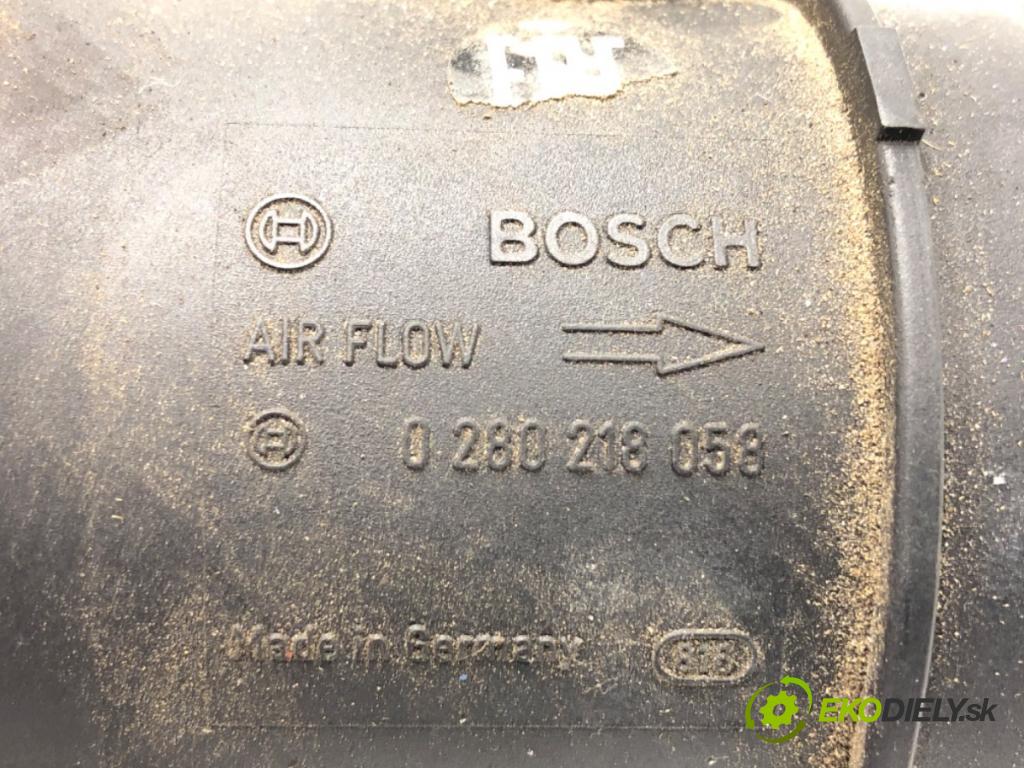 BOSCH
AIR FLOW
0 280 218 058
Made in Germany
EKODIELY.sk